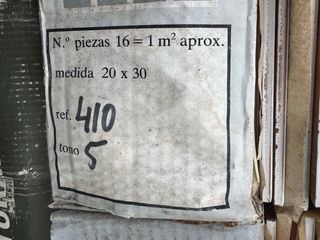 N.º piezas 16 = 1 m² aprox.
medida 20 x 30
ref. 410
tono 5